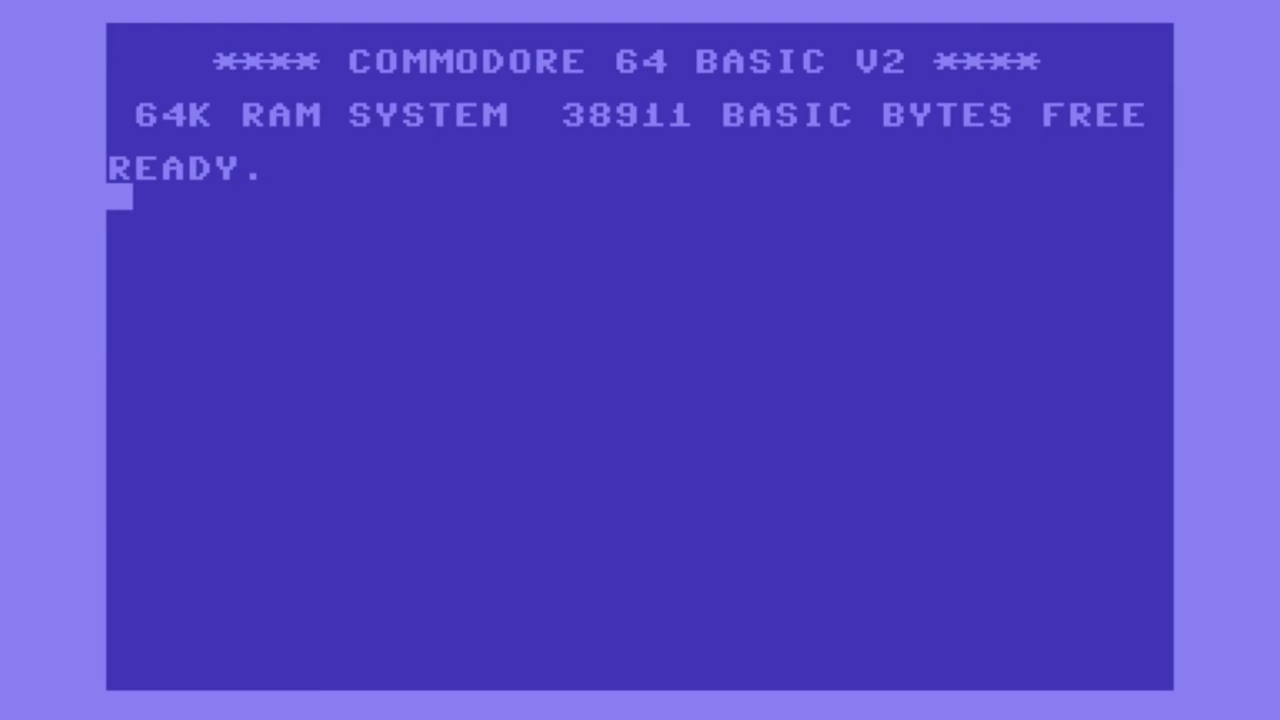 **** COMMODORE 64 BASIC V2 ****
64K RAM SYSTEM  38911 BASIC BYTES FREE
READY.